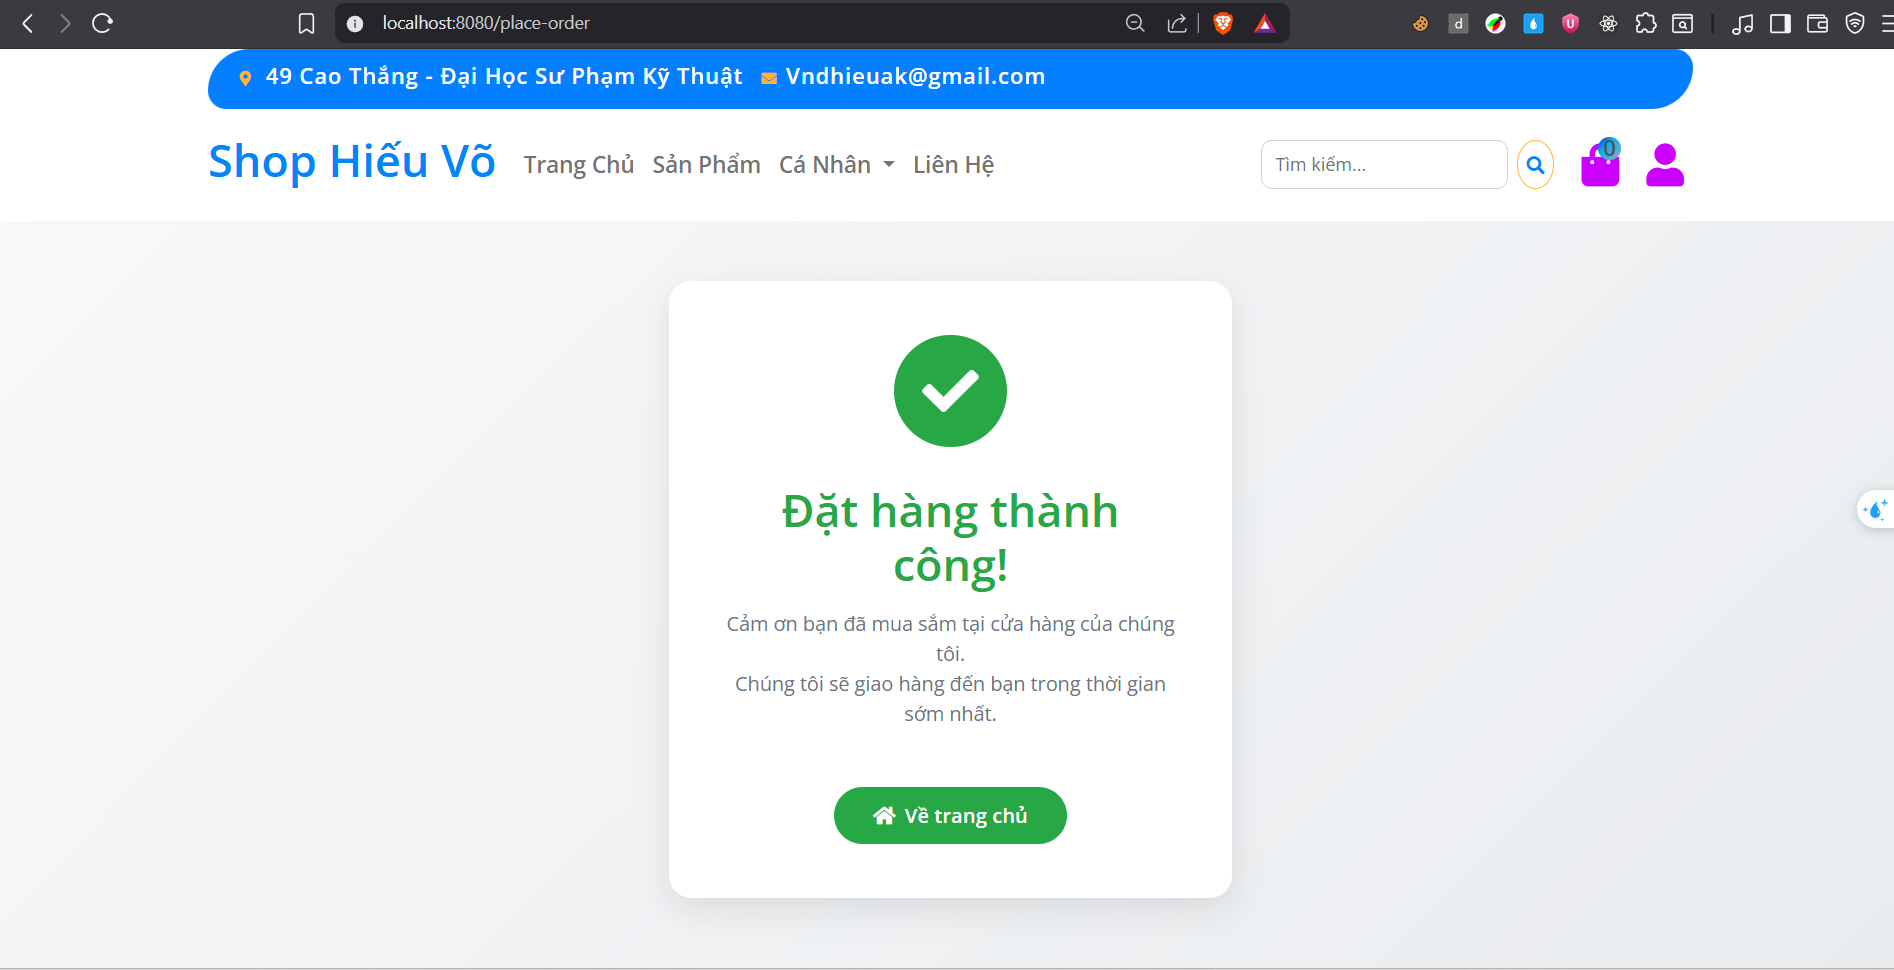 localhost:8080/place-order
49 Cao Thắng - Đại Học Sư Phạm Kỹ Thuật Vndhieuak@gmail.com
Shop Hiếu Võ Trang Chủ Sản Phẩm Cá Nhân Liên Hệ Tìm kiếm... 0
Đặt hàng thành
công!
Cảm ơn bạn đã mua sắm tại cửa hàng của chúng
tôi.
Chúng tôi sẽ giao hàng đến bạn trong thời gian
sớm nhất.
Về trang chủ